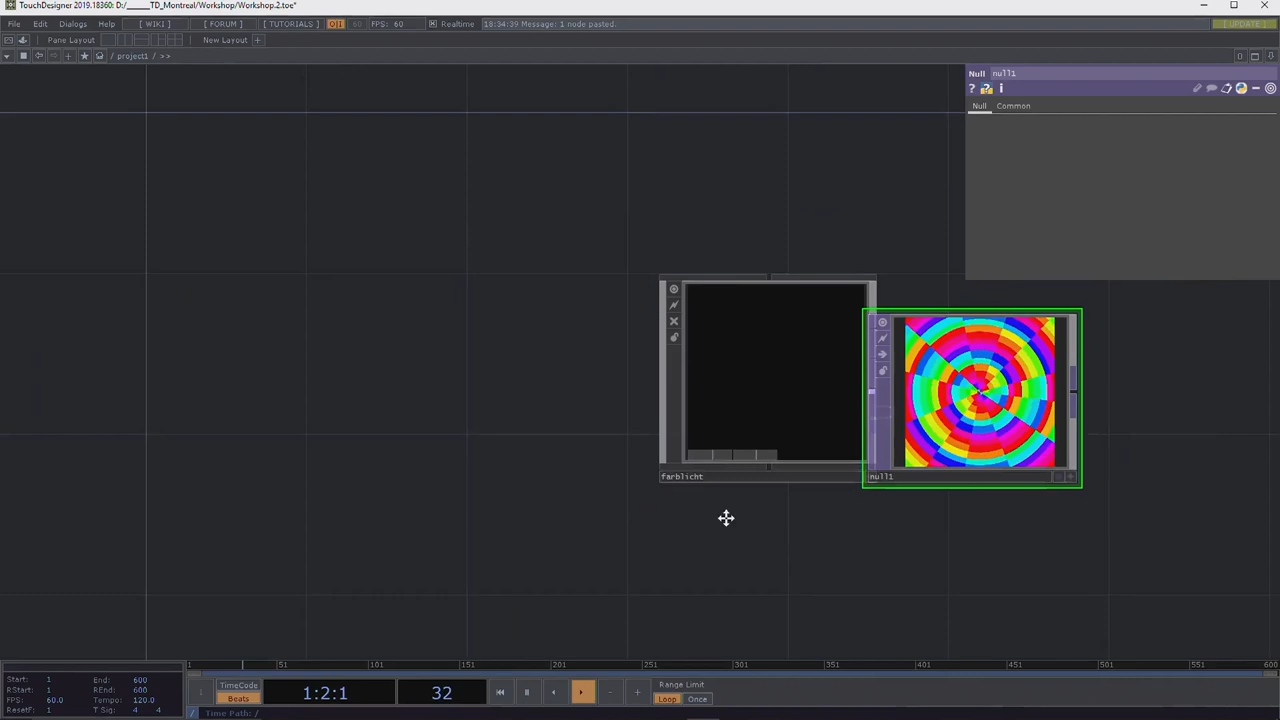 TouchDesigner 2019.18360: D:/_____TD_Montreal/Workshop/Workshop.2.toe*
File Edit Dialogs Help [ WIKI ] [ FORUM ] [ TUTORIALS ] O|I FPS: 60 Realtime 18:34:39 Message: 1 node pasted. [ UPDATE ]
Pane Layout New Layout +
/ project1 / >>
Null null1
? ? i
Null Common
farblicht
null1
1 51 101 151 201 251 301 351 401 451 501 551 600
Start: 1 End: 600
RStart: 1 REnd: 600
FPS: 60.0 Tempo: 120.0
ResetF: 1 T Sig: 4 4
TimeCode
Beats
1:2:1
32
Range Limit
Loop Once
/ Time Path: /